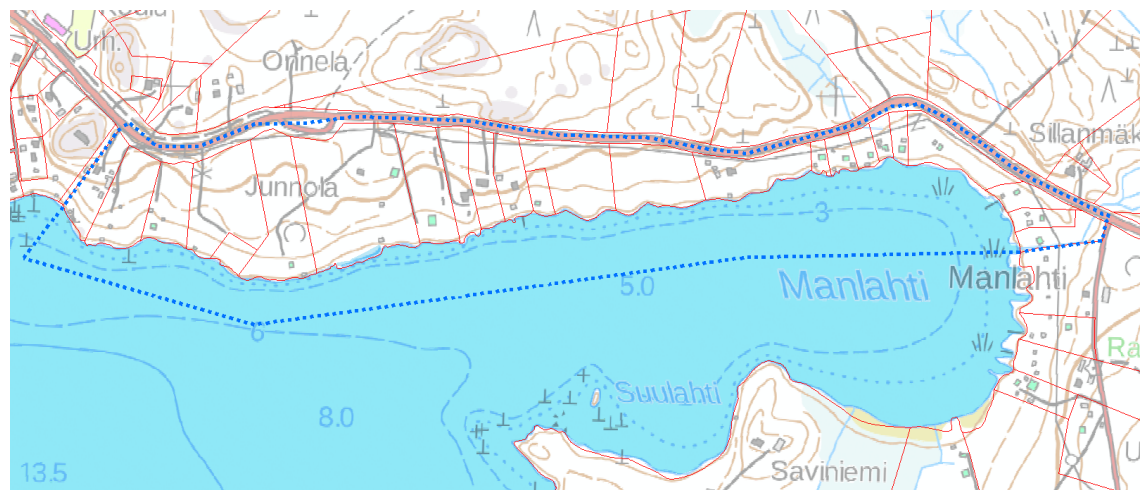 Urh.
Onnela
Sillanmäk
Junnola
3
5.0
Manlahti
Manlahti
6
Ra
Suulahti
8.0
13.5
Saviniemi
U